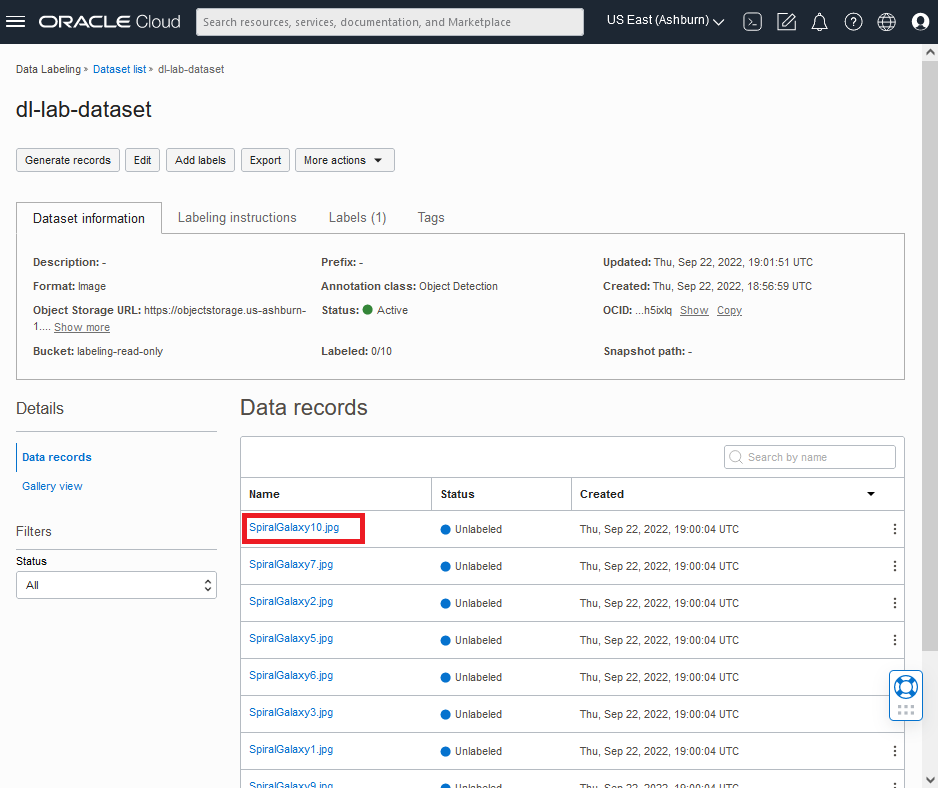 ORACLE Cloud
Search resources, services, documentation, and Marketplace
US East (Ashburn)
Data Labeling » Dataset list » dl-lab-dataset
dl-lab-dataset
Generate records Edit Add labels Export More actions
Dataset information Labeling instructions Labels (1) Tags
Description: - Prefix: - Updated: Thu, Sep 22, 2022, 19:01:51 UTC
Format: Image Annotation class: Object Detection Created: Thu, Sep 22, 2022, 18:56:59 UTC
Object Storage URL: https://objectstorage.us-ashburn- Status: Active OCID: ...h5ixlq Show Copy
1.... Show more
Bucket: labeling-read-only Labeled: 0/10 Snapshot path: -
Details
Data records
Gallery view
Filters
Status
All
Data records
Search by name
Name Status Created
SpiralGalaxy10.jpg Unlabeled Thu, Sep 22, 2022, 19:00:04 UTC
SpiralGalaxy7.jpg Unlabeled Thu, Sep 22, 2022, 19:00:04 UTC
SpiralGalaxy2.jpg Unlabeled Thu, Sep 22, 2022, 19:00:04 UTC
SpiralGalaxy5.jpg Unlabeled Thu, Sep 22, 2022, 19:00:04 UTC
SpiralGalaxy6.jpg Unlabeled Thu, Sep 22, 2022, 19:00:04 UTC
SpiralGalaxy3.jpg Unlabeled Thu, Sep 22, 2022, 19:00:04 UTC
SpiralGalaxy1.jpg Unlabeled Thu, Sep 22, 2022, 19:00:04 UTC
SpiralGalaxy9.jpg Unlabeled Thu, Sep 22, 2022, 19:00:04 UTC